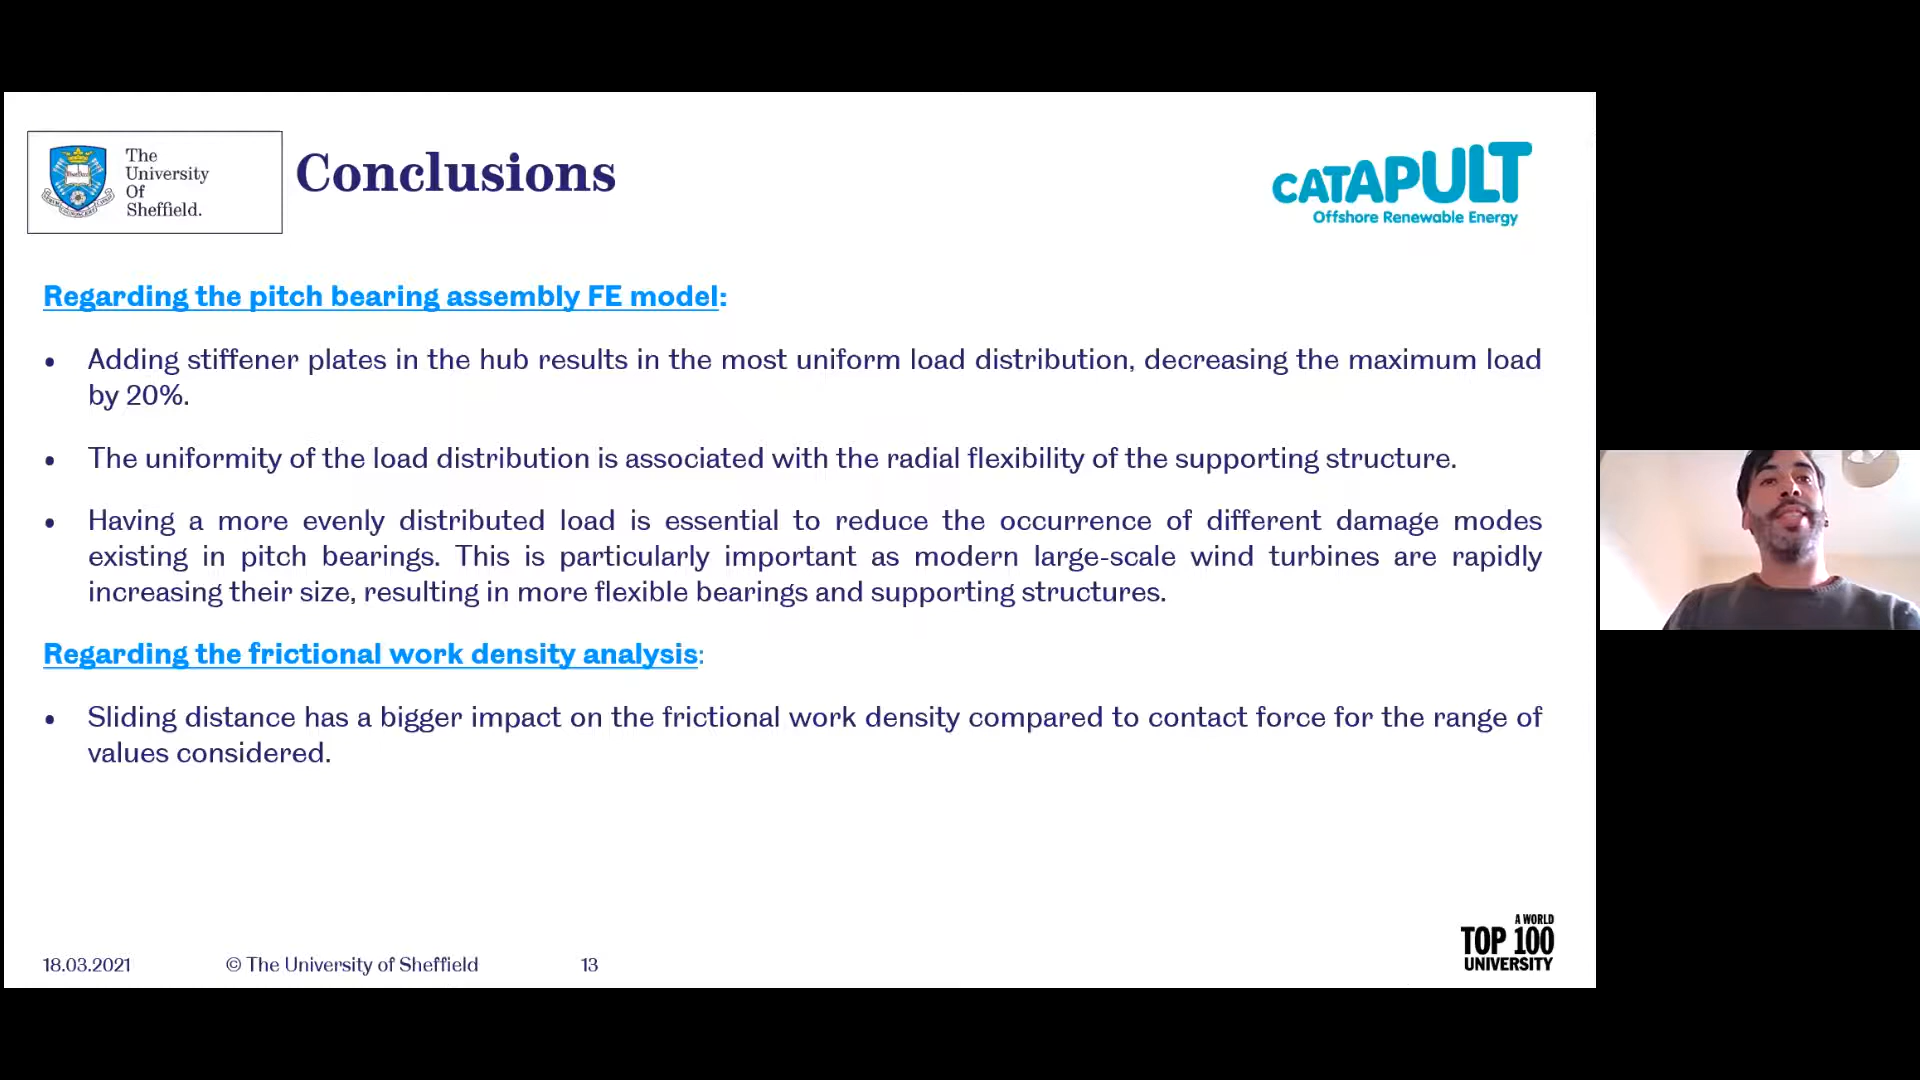 The
University
Of
Sheffield.
Conclusions
CATAPULT
Offshore Renewable Energy
Regarding the pitch bearing assembly FE model:
• Adding stiffener plates in the hub results in the most uniform load distribution, decreasing the maximum load
by 20%.
• The uniformity of the load distribution is associated with the radial flexibility of the supporting structure.
• Having a more evenly distributed load is essential to reduce the occurrence of different damage modes
existing in pitch bearings. This is particularly important as modern large-scale wind turbines are rapidly
increasing their size, resulting in more flexible bearings and supporting structures.
Regarding the frictional work density analysis:
• Sliding distance has a bigger impact on the frictional work density compared to contact force for the range of
values considered.
A WORLD
TOP 100
UNIVERSITY
18.03.2021 © The University of Sheffield 13